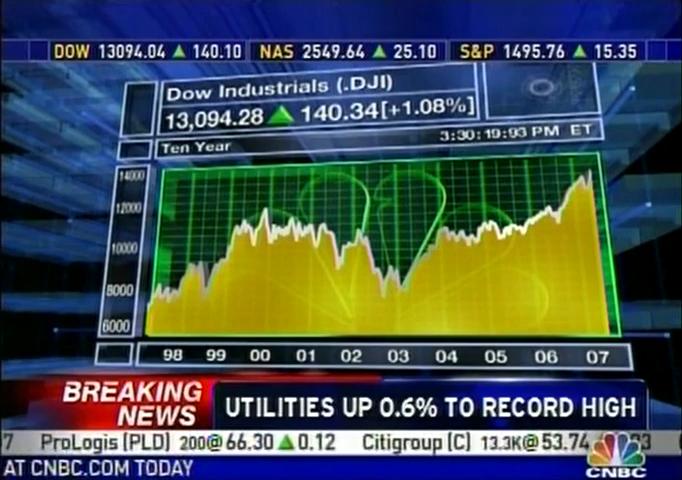 DOW 13094.04 ▲ 140.10 NAS 2549.64 ▲ 25.10 S&P 1495.76 ▲ 15.35
Dow Industrials (.DJI)
13,094.28 ▲ 140.34[+1.08%]
3:30:19:93 PM ET
Ten Year
14000
12000
10000
8000
6000
98 99 00 01 02 03 04 05 06 07
BREAKING
NEWS
UTILITIES UP 0.6% TO RECORD HIGH
7 ProLogis (PLD) 200@66.30▲0.12 Citigroup (C) 13.3K@53.74
AT CNBC.COM TODAY
CNBC